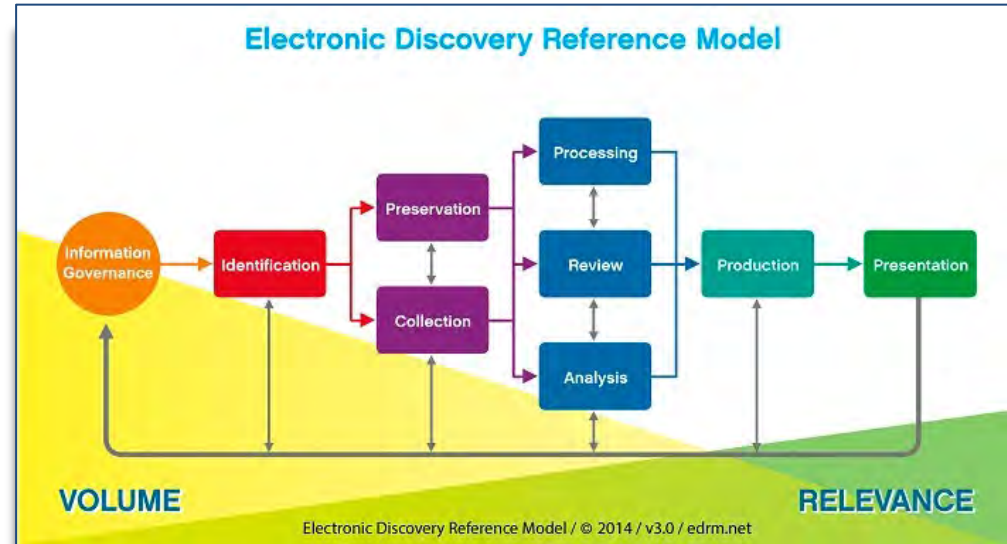 Electronic Discovery Reference Model
Information
Governance
Identification
Preservation
Collection
Processing
Review
Analysis
Production
Presentation
VOLUME
RELEVANCE
Electronic Discovery Reference Model / © 2014 / v3.0 / edrm.net